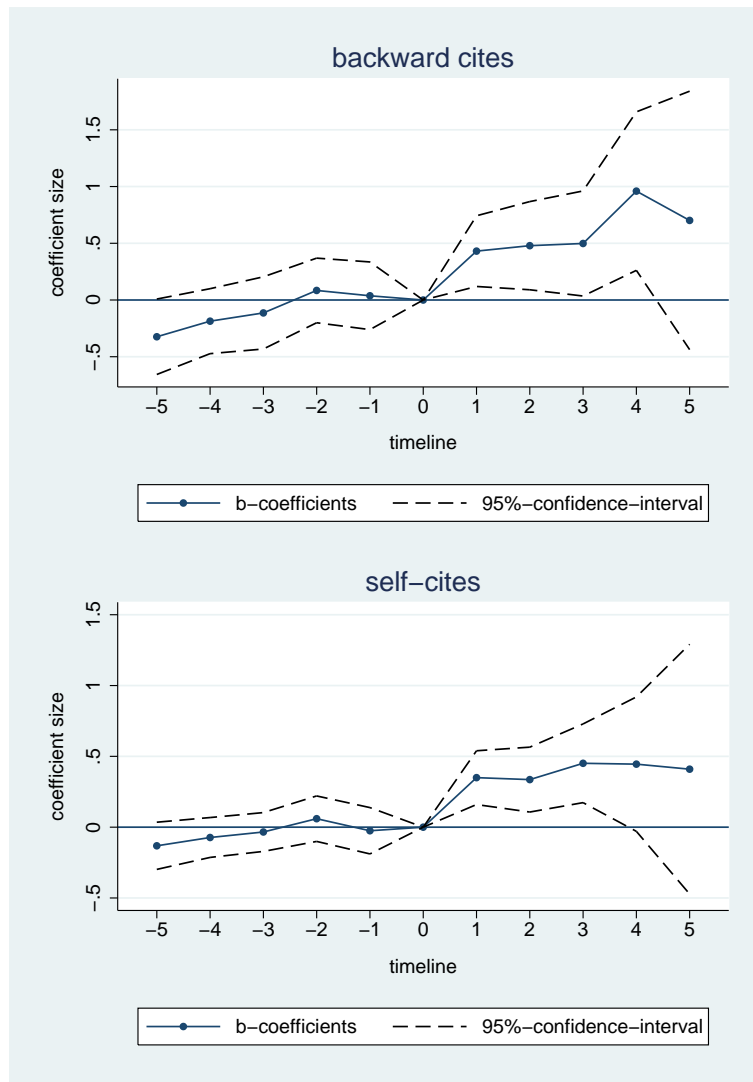 backward cites
1.5
1
.5
0
−.5
coefficient size
−5 −4 −3 −2 −1 0 1 2 3 4 5
timeline
b−coefficients 95%−confidence−interval
self−cites
1.5
1
.5
0
−.5
coefficient size
−5 −4 −3 −2 −1 0 1 2 3 4 5
timeline
b−coefficients 95%−confidence−interval